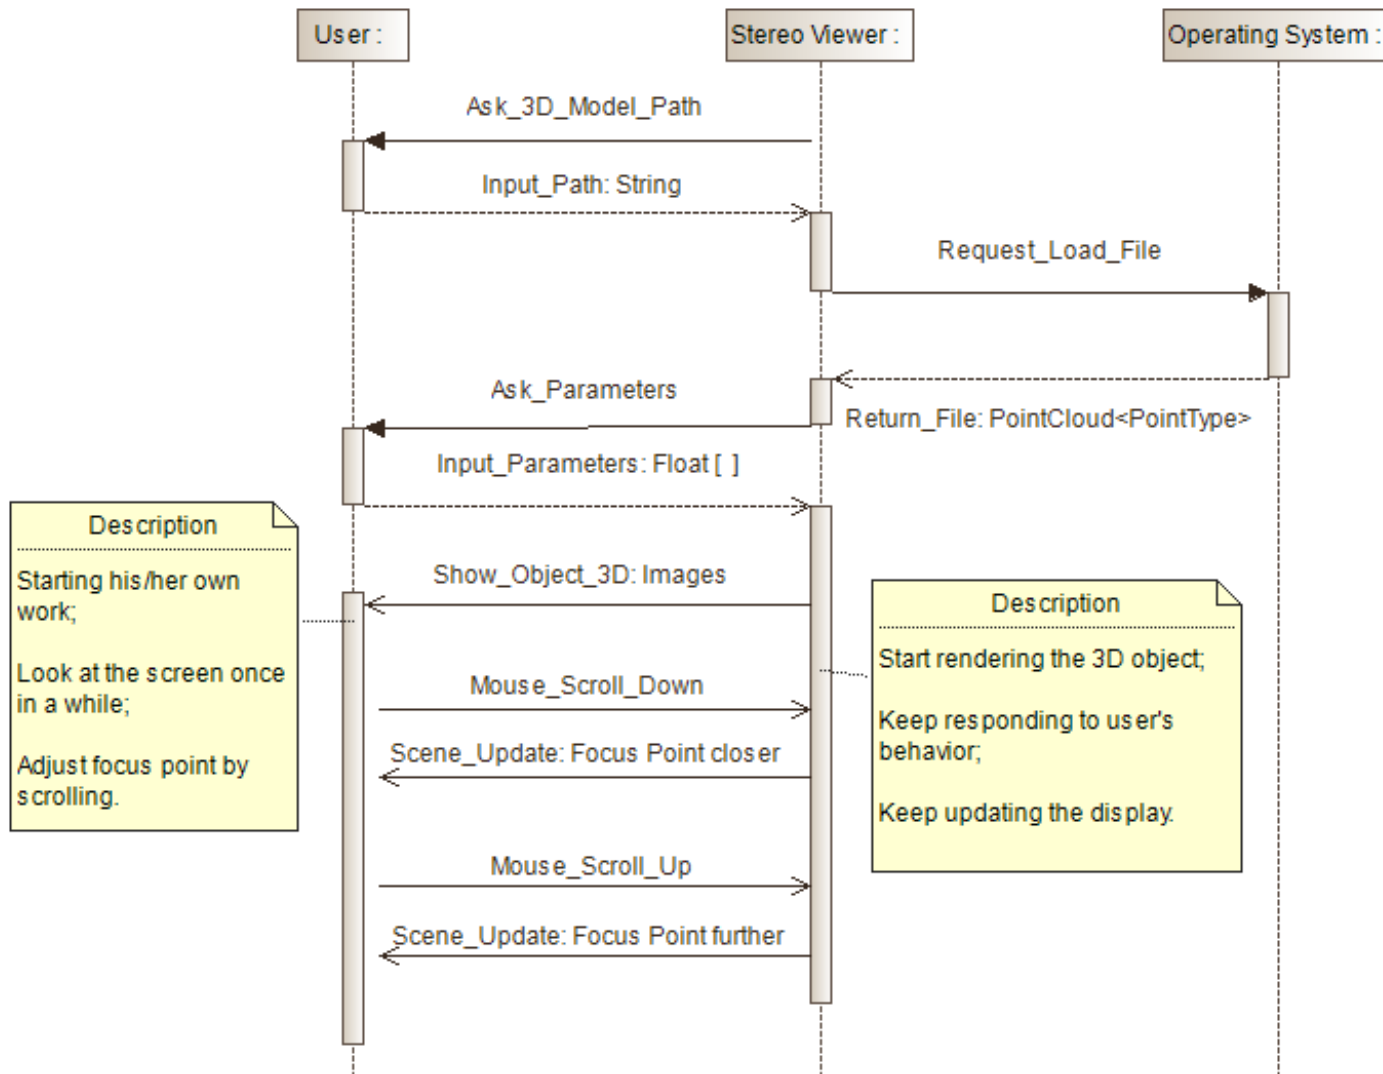 User :
Stereo Viewer :
Operating System :
Ask_3D_Model_Path
Input_Path: String
Request_Load_File
Ask_Parameters
Return_File: PointCloud<PointType>
Input_Parameters: Float [ ]
Description
Starting his/her own
work;
Look at the screen once
in a while;
Adjust focus point by
scrolling.
Show_Object_3D: Images
Description
Start rendering the 3D object;
Keep responding to user's
behavior;
Keep updating the display.
Mouse_Scroll_Down
Scene_Update: Focus Point closer
Mouse_Scroll_Up
Scene_Update: Focus Point further